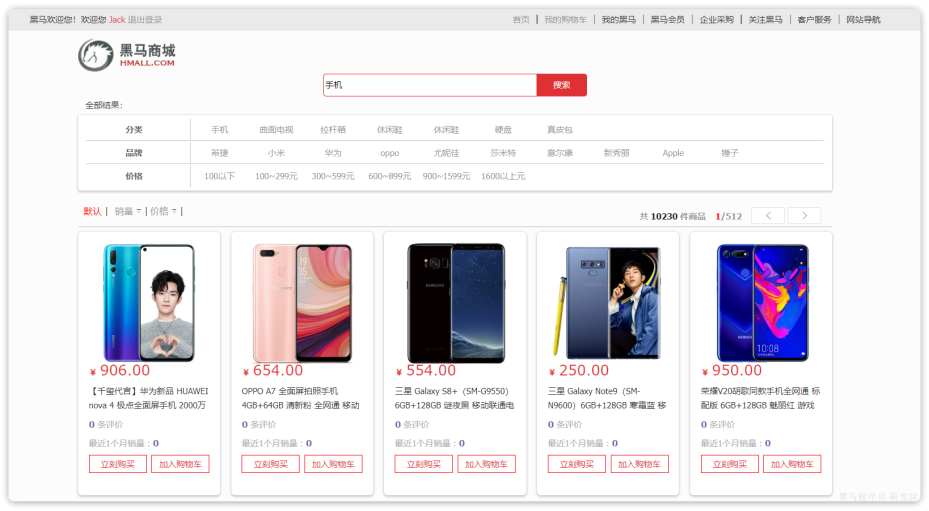 黑马欢迎您！欢迎您 Jack 退出登录 首页 | 我的购物车 | 我的黑马 | 黑马会员 | 企业采购 | 关注黑马 | 客户服务 | 网站导航
黑马商城
HMALL.COM
手机 搜索
全部结果：
分类 手机 曲面电视 拉杆箱 休闲鞋 休闲鞋 硬盘 真皮包
品牌 希捷 小米 华为 oppo 尤妮佳 莎米特 意尔康 新秀丽 Apple 锤子
价格 100以下 100~299元 300~599元 600~899元 900~1599元 1600以上元
默认 | 销量 | 价格 | 共 10230 件商品 1/512
¥ 906.00
【千玺代言】华为新品 HUAWEI
nova 4 极点全面屏手机 2000万
0 条评价
最近1个月销量：0
立刻购买 加入购物车
¥ 654.00
OPPO A7 全面屏拍照手机
4GB+64GB 清新粉 全网通 移动
0 条评价
最近1个月销量：0
立刻购买 加入购物车
¥ 554.00
三星 Galaxy S8+（SM-G9550）
6GB+128GB 谜夜黑 移动联通电
0 条评价
最近1个月销量：0
立刻购买 加入购物车
¥ 250.00
三星 Galaxy Note9（SM-
N9600）6GB+128GB 寒霜蓝 移
0 条评价
最近1个月销量：0
立刻购买 加入购物车
10:08
¥ 950.00
荣耀V20胡歌同款手机全网通 标
配版 6GB+128GB 魅丽红 游戏
0 条评价
最近1个月销量：0
立刻购买 加入购物车